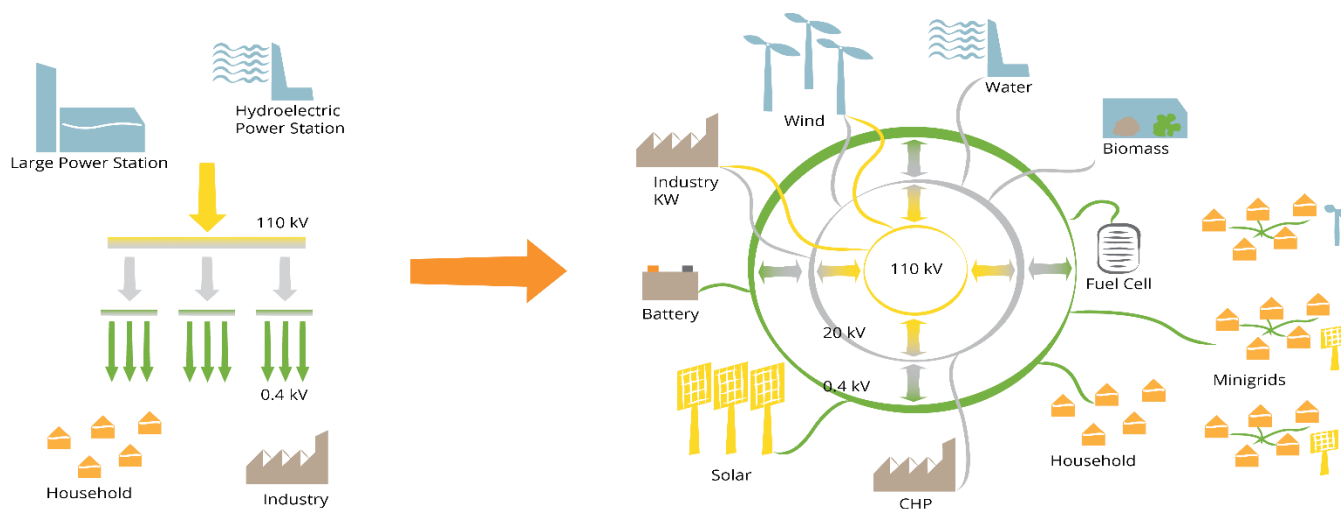 Large Power Station
Hydroelectric
Power Station
110 kV
0.4 kV
Household
Industry
Wind
Water
Biomass
Industry
KW
110 kV
Fuel Cell
Battery
20 kV
0.4 kV
Minigrids
Solar
CHP
Household